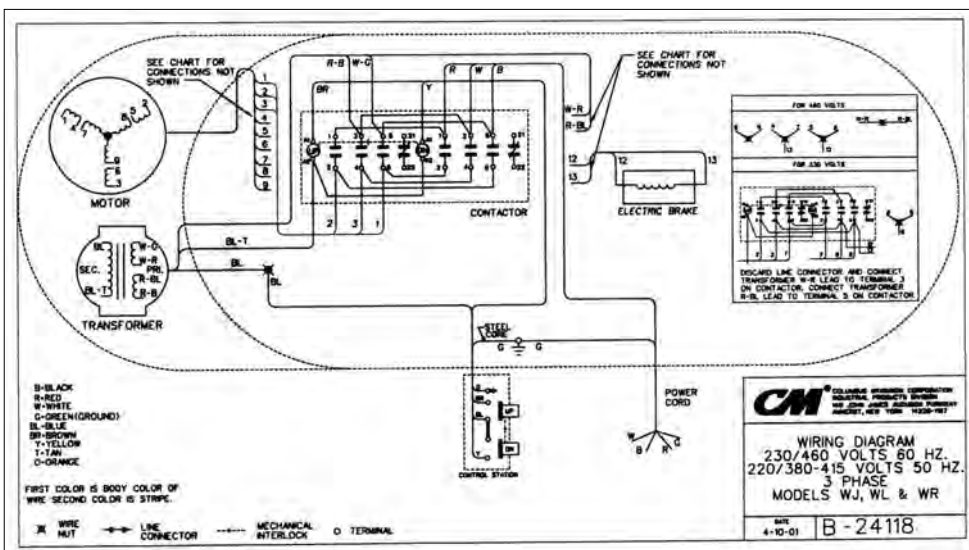 SEE CHART FOR
CONNECTIONS NOT
SHOWN
1
2
3
4
5
6
7
8
9
MOTOR
R-B W-G
BR
Y
R W B
CONTACTOR
2 3 1
SEE CHART FOR
CONNECTIONS NOT
SHOWN
W-R
R-BL
12
13
12
13
ELECTRIC BRAKE
FOR 460 VOLTS
FOR 230 VOLTS
DISCARD LINE CONNECTOR AND CONNECT
TRANSFORMER W-R LEAD TO TERMINAL 3
ON CONTACTOR, CONNECT TRANSFORMER
R-BL LEAD TO TERMINAL 5 ON CONTACTOR
BL
SEC.
BL-T
W-G
W-R
PRI.
R-BL
R-B
TRANSFORMER
BL-T
BL
BL
STEEL
CORE
G G
UP
DN
CONTROL STATION
POWER
CORD
W
B
R
G
B-BLACK
R-RED
W-WHITE
G-GREEN(GROUND)
BL-BLUE
BR-BROWN
Y-YELLOW
T-TAN
O-ORANGE
FIRST COLOR IS BODY COLOR OF
WIRE SECOND COLOR IS STRIPE.
WIRE
NUT
LINE
CONNECTOR
MECHANICAL
INTERLOCK
TERMINAL
CM
WIRING DIAGRAM
230/460 VOLTS 60 HZ.
220/380-415 VOLTS 50 HZ.
3 PHASE
MODELS WJ, WL & WR
DATE
4-10-01
B-24118